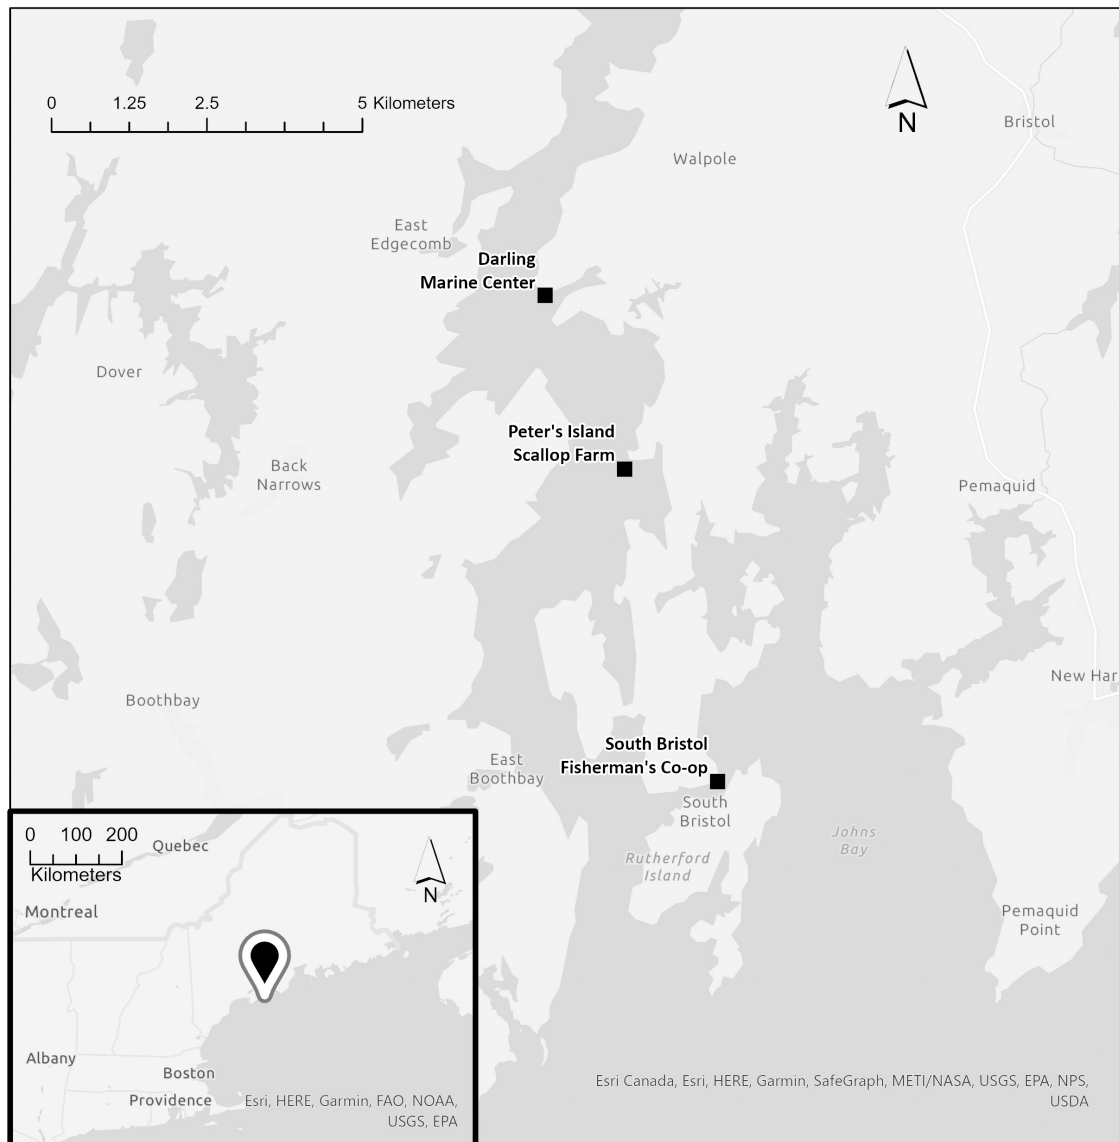 0 1.25 2.5 5 Kilometers
N
Bristol
Walpole
East
Edgecomb
Darling
Marine Center
Dover
Peter's Island
Scallop Farm
Back
Narrows
Pemaquid
New Har
Boothbay
South Bristol
Fisherman's Co-op
East
Boothbay
South
Bristol
Johns
Bay
Rutherford
Island
Pemaquid
Point
0 100 200
Kilometers
Quebec
N
Montreal
Albany
Boston
Providence
Esri, HERE, Garmin, FAO, NOAA,
USGS, EPA
Esri Canada, Esri, HERE, Garmin, SafeGraph, METI/NASA, USGS, EPA, NPS,
USDA